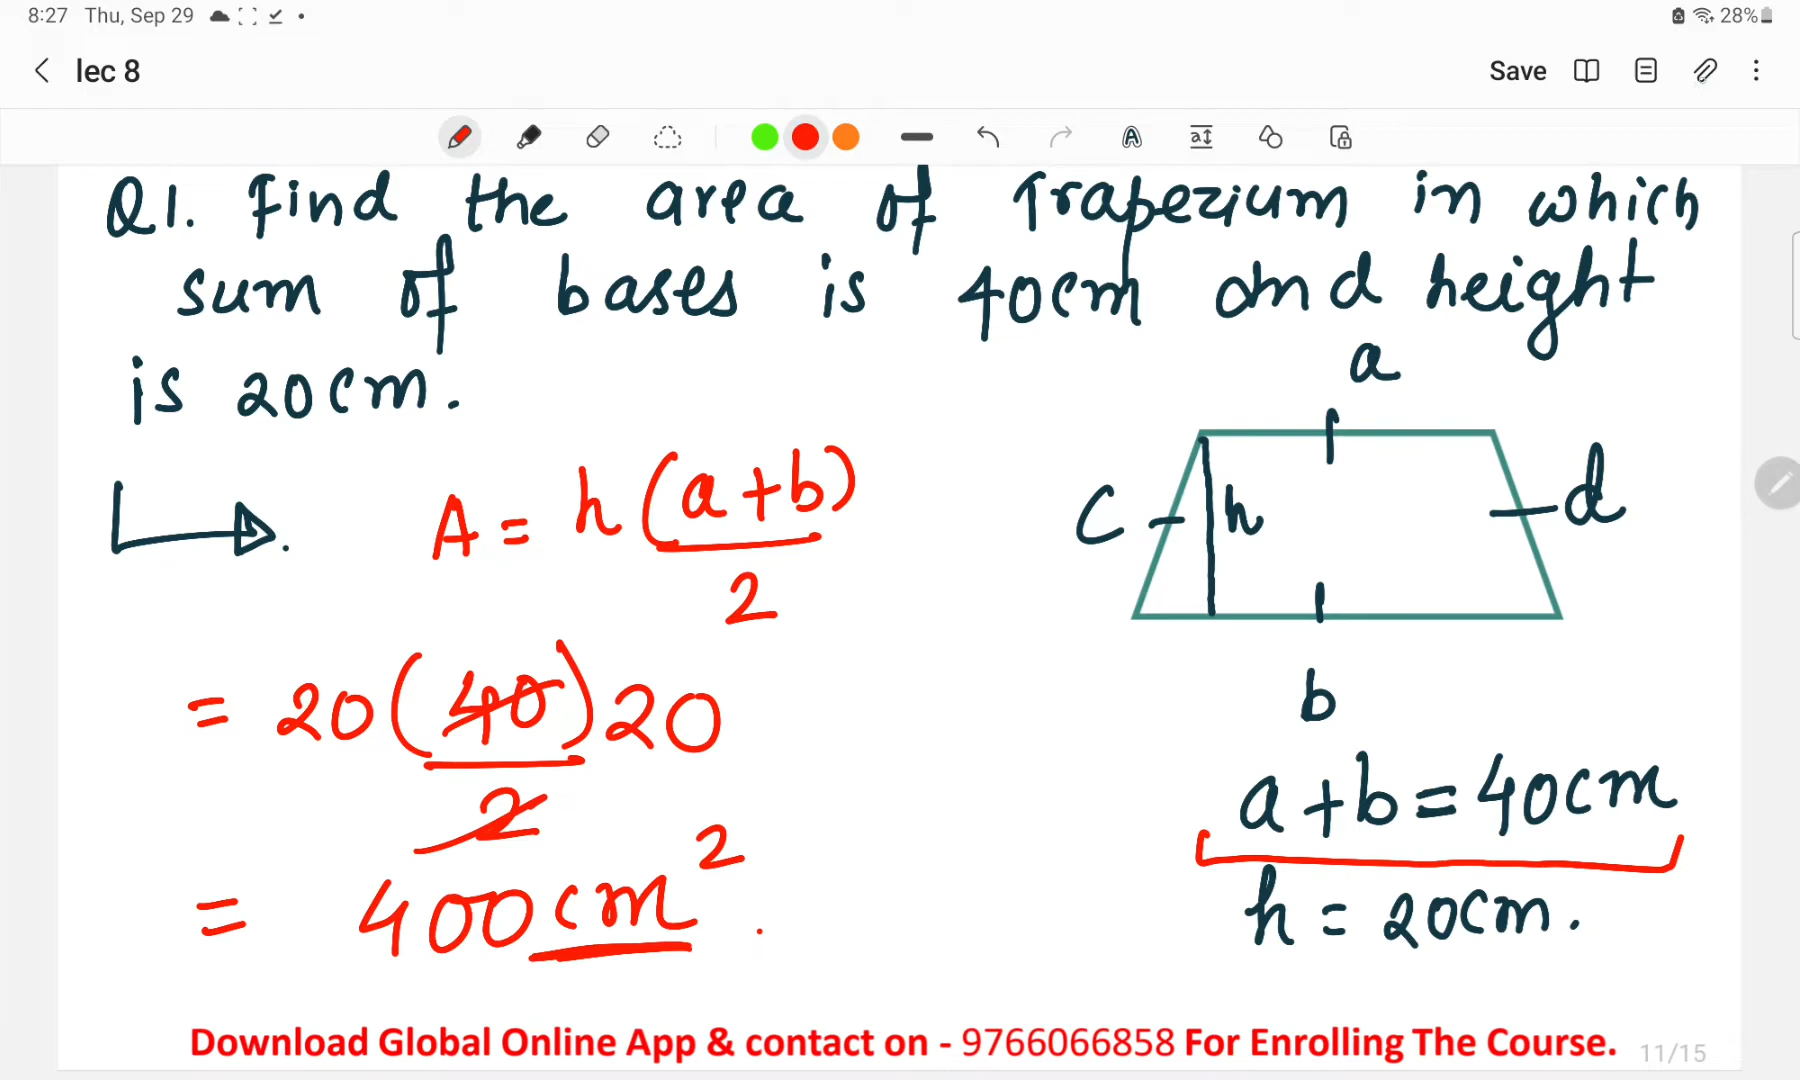 8:27 Thu, Sep 29
28%
lec 8
Save
Q1. Find the area of Trapezium in which
sum of bases is 40cm and height
is 20cm.
a
A = h(a+b)
2
c
h
d
b
= 20(40)20
2
= 400cm²
a+b=40cm
h = 20cm.
Download Global Online App & contact on - 9766066858 For Enrolling The Course.
11/15